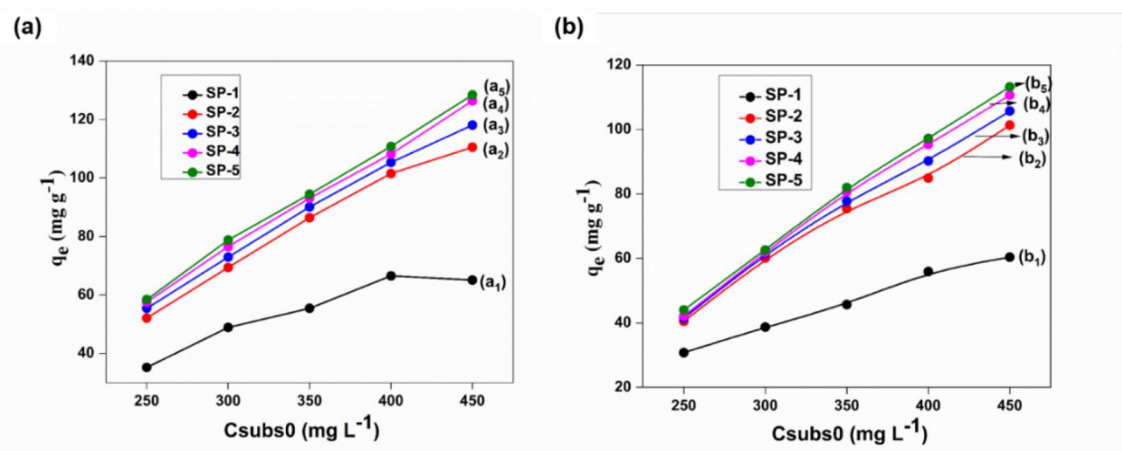 (a)
140
120
100
80
60
40
qe (mg g-1)
SP-1
SP-2
SP-3
SP-4
SP-5
(a5)
(a4)
(a3)
(a2)
(a1)
250 300 350 400 450
Csubs0 (mg L-1)
(b)
120
100
80
60
40
20
qe (mg g-1)
SP-1
SP-2
SP-3
SP-4
SP-5
(b5)
(b4)
(b3)
(b2)
(b1)
250 300 350 400 450
Csubs0 (mg L-1)